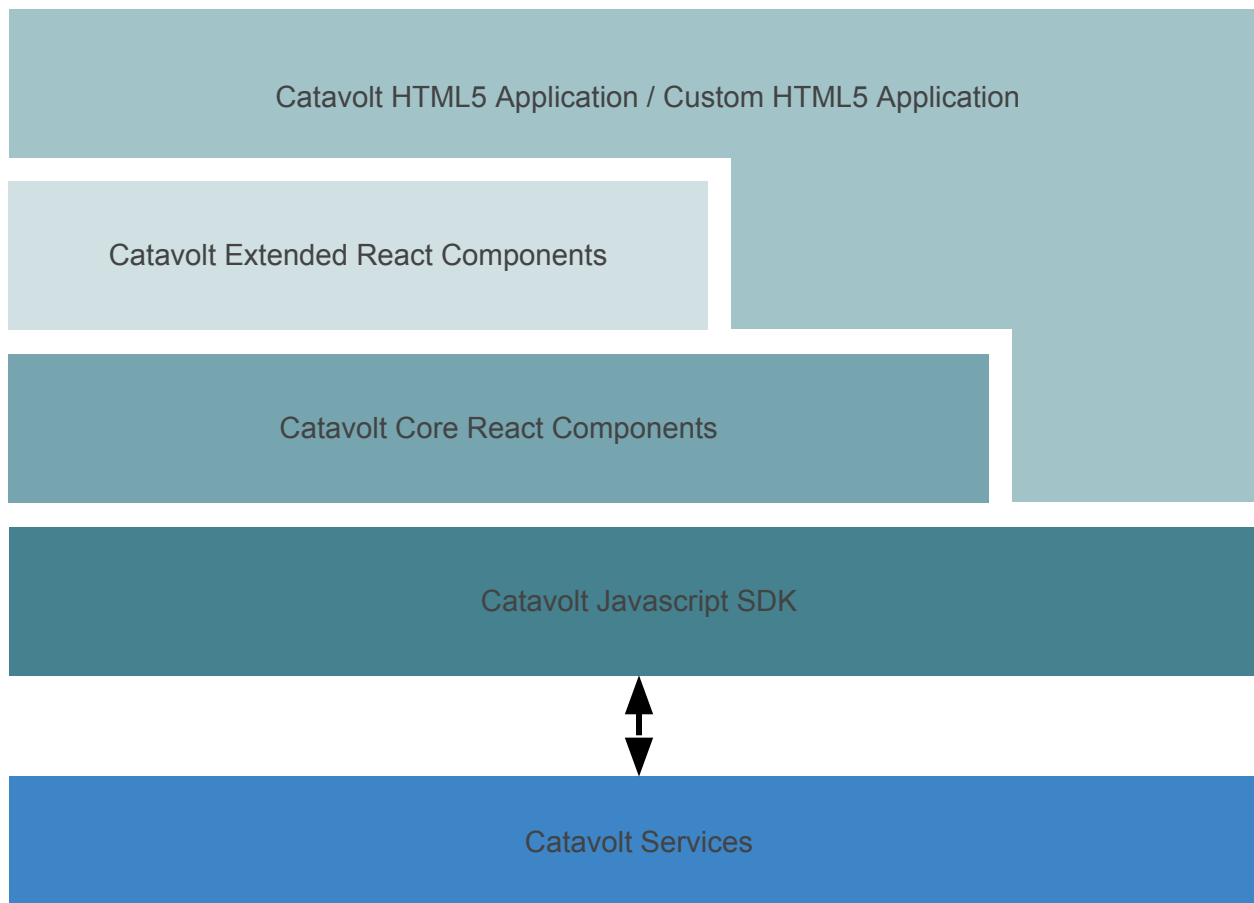 Catavolt HTML5 Application / Custom HTML5 Application
Catavolt Extended React Components
Catavolt Core React Components
Catavolt Javascript SDK
Catavolt Services